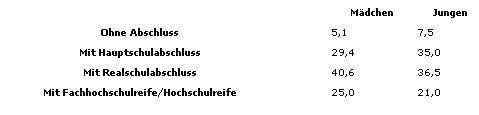 Mädchen Jungen
Ohne Abschluss 5,1 7,5
Mit Hauptschulabschluss 29,4 35,0
Mit Realschulabschluss 40,6 36,5
Mit Fachhochschulreife/Hochschulreife 25,0 21,0